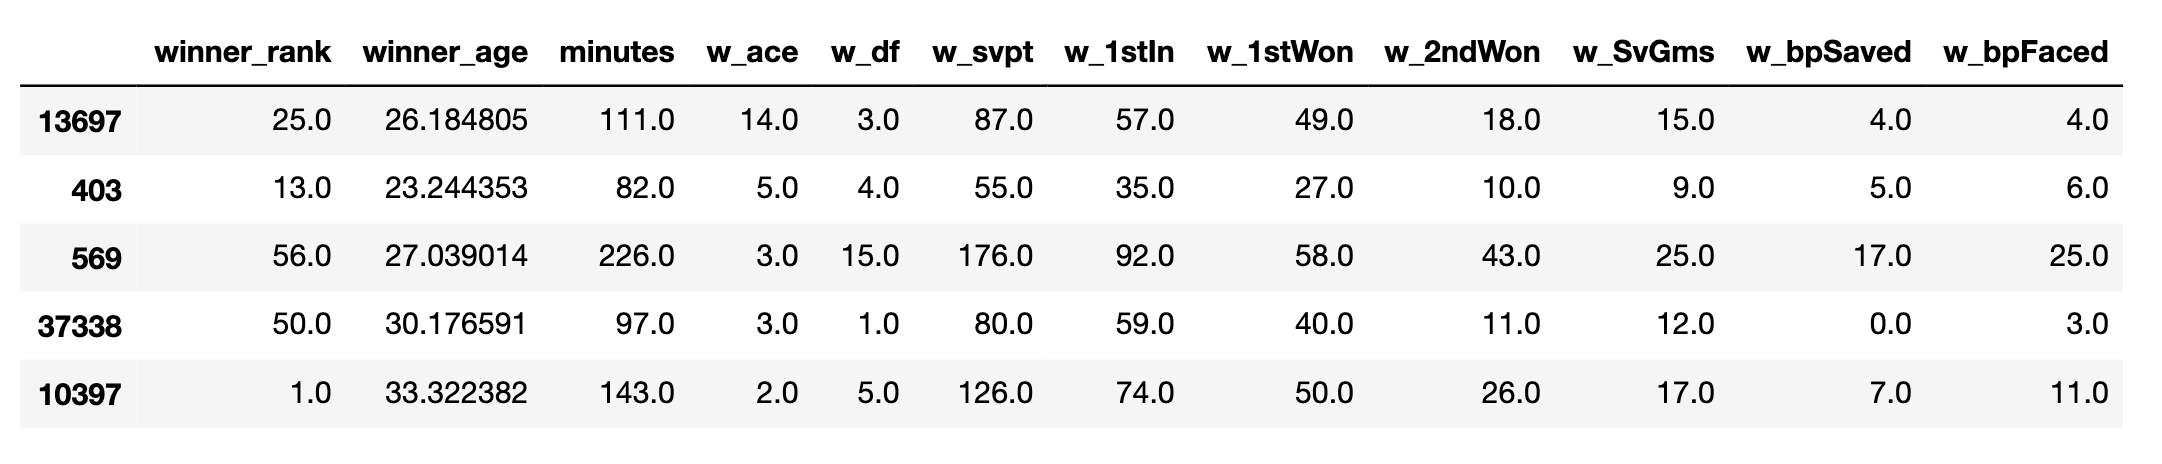 winner_rank winner_age minutes w_ace w_df w_svpt w_1stIn w_1stWon w_2ndWon w_SvGms w_bpSaved w_bpFaced
13697 25.0 26.184805 111.0 14.0 3.0 87.0 57.0 49.0 18.0 15.0 4.0 4.0
403 13.0 23.244353 82.0 5.0 4.0 55.0 35.0 27.0 10.0 9.0 5.0 6.0
569 56.0 27.039014 226.0 3.0 15.0 176.0 92.0 58.0 43.0 25.0 17.0 25.0
37338 50.0 30.176591 97.0 3.0 1.0 80.0 59.0 40.0 11.0 12.0 0.0 3.0
10397 1.0 33.322382 143.0 2.0 5.0 126.0 74.0 50.0 26.0 17.0 7.0 11.0